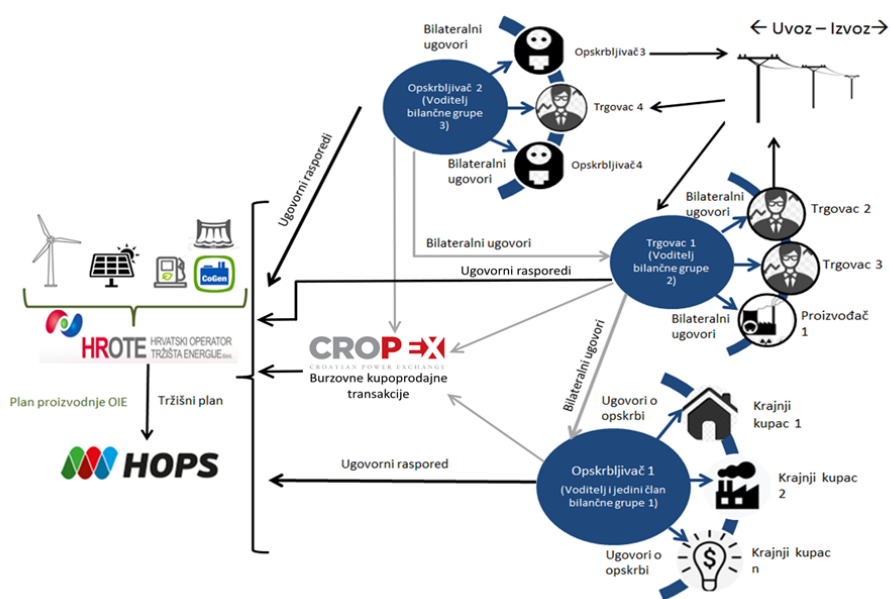 Bilateralni
ugovori
Opskrbljivač 3
← Uvoz – Izvoz→
Opskrbljivač 2
(Voditelj
bilančne grupe
3)
Trgovac 4
Bilateralni
ugovori
Opskrbljivač4
Ugovorni rasporedi
Bilateralni
ugovori
Trgovac 2
Bilateralni ugovori
Trgovac 1
(Voditelj
bilančne grupe
2)
Trgovac 3
Ugovorni rasporedi
Bilateralni
ugovori
Proizvođač
1
CoGen
HROTE
HRVATSKI OPERATOR
TRŽIŠTA ENERGIJE d.o.o.
CROPEX
CROATIAN POWER EXCHANGE
Burzovne kupoprodajne
transakcije
Bilateralni ugovori
Plan proizvodnje OIE
Tržišni plan
HOPS
Ugovorni raspored
Ugovori o
opskrbi
Krajnji
kupac 1
Opskrbljivač 1
(Voditelj i jedini član
bilančne grupe 1)
Krajnji kupac
2
Ugovori o
opskrbi
$
Krajnji kupac
n